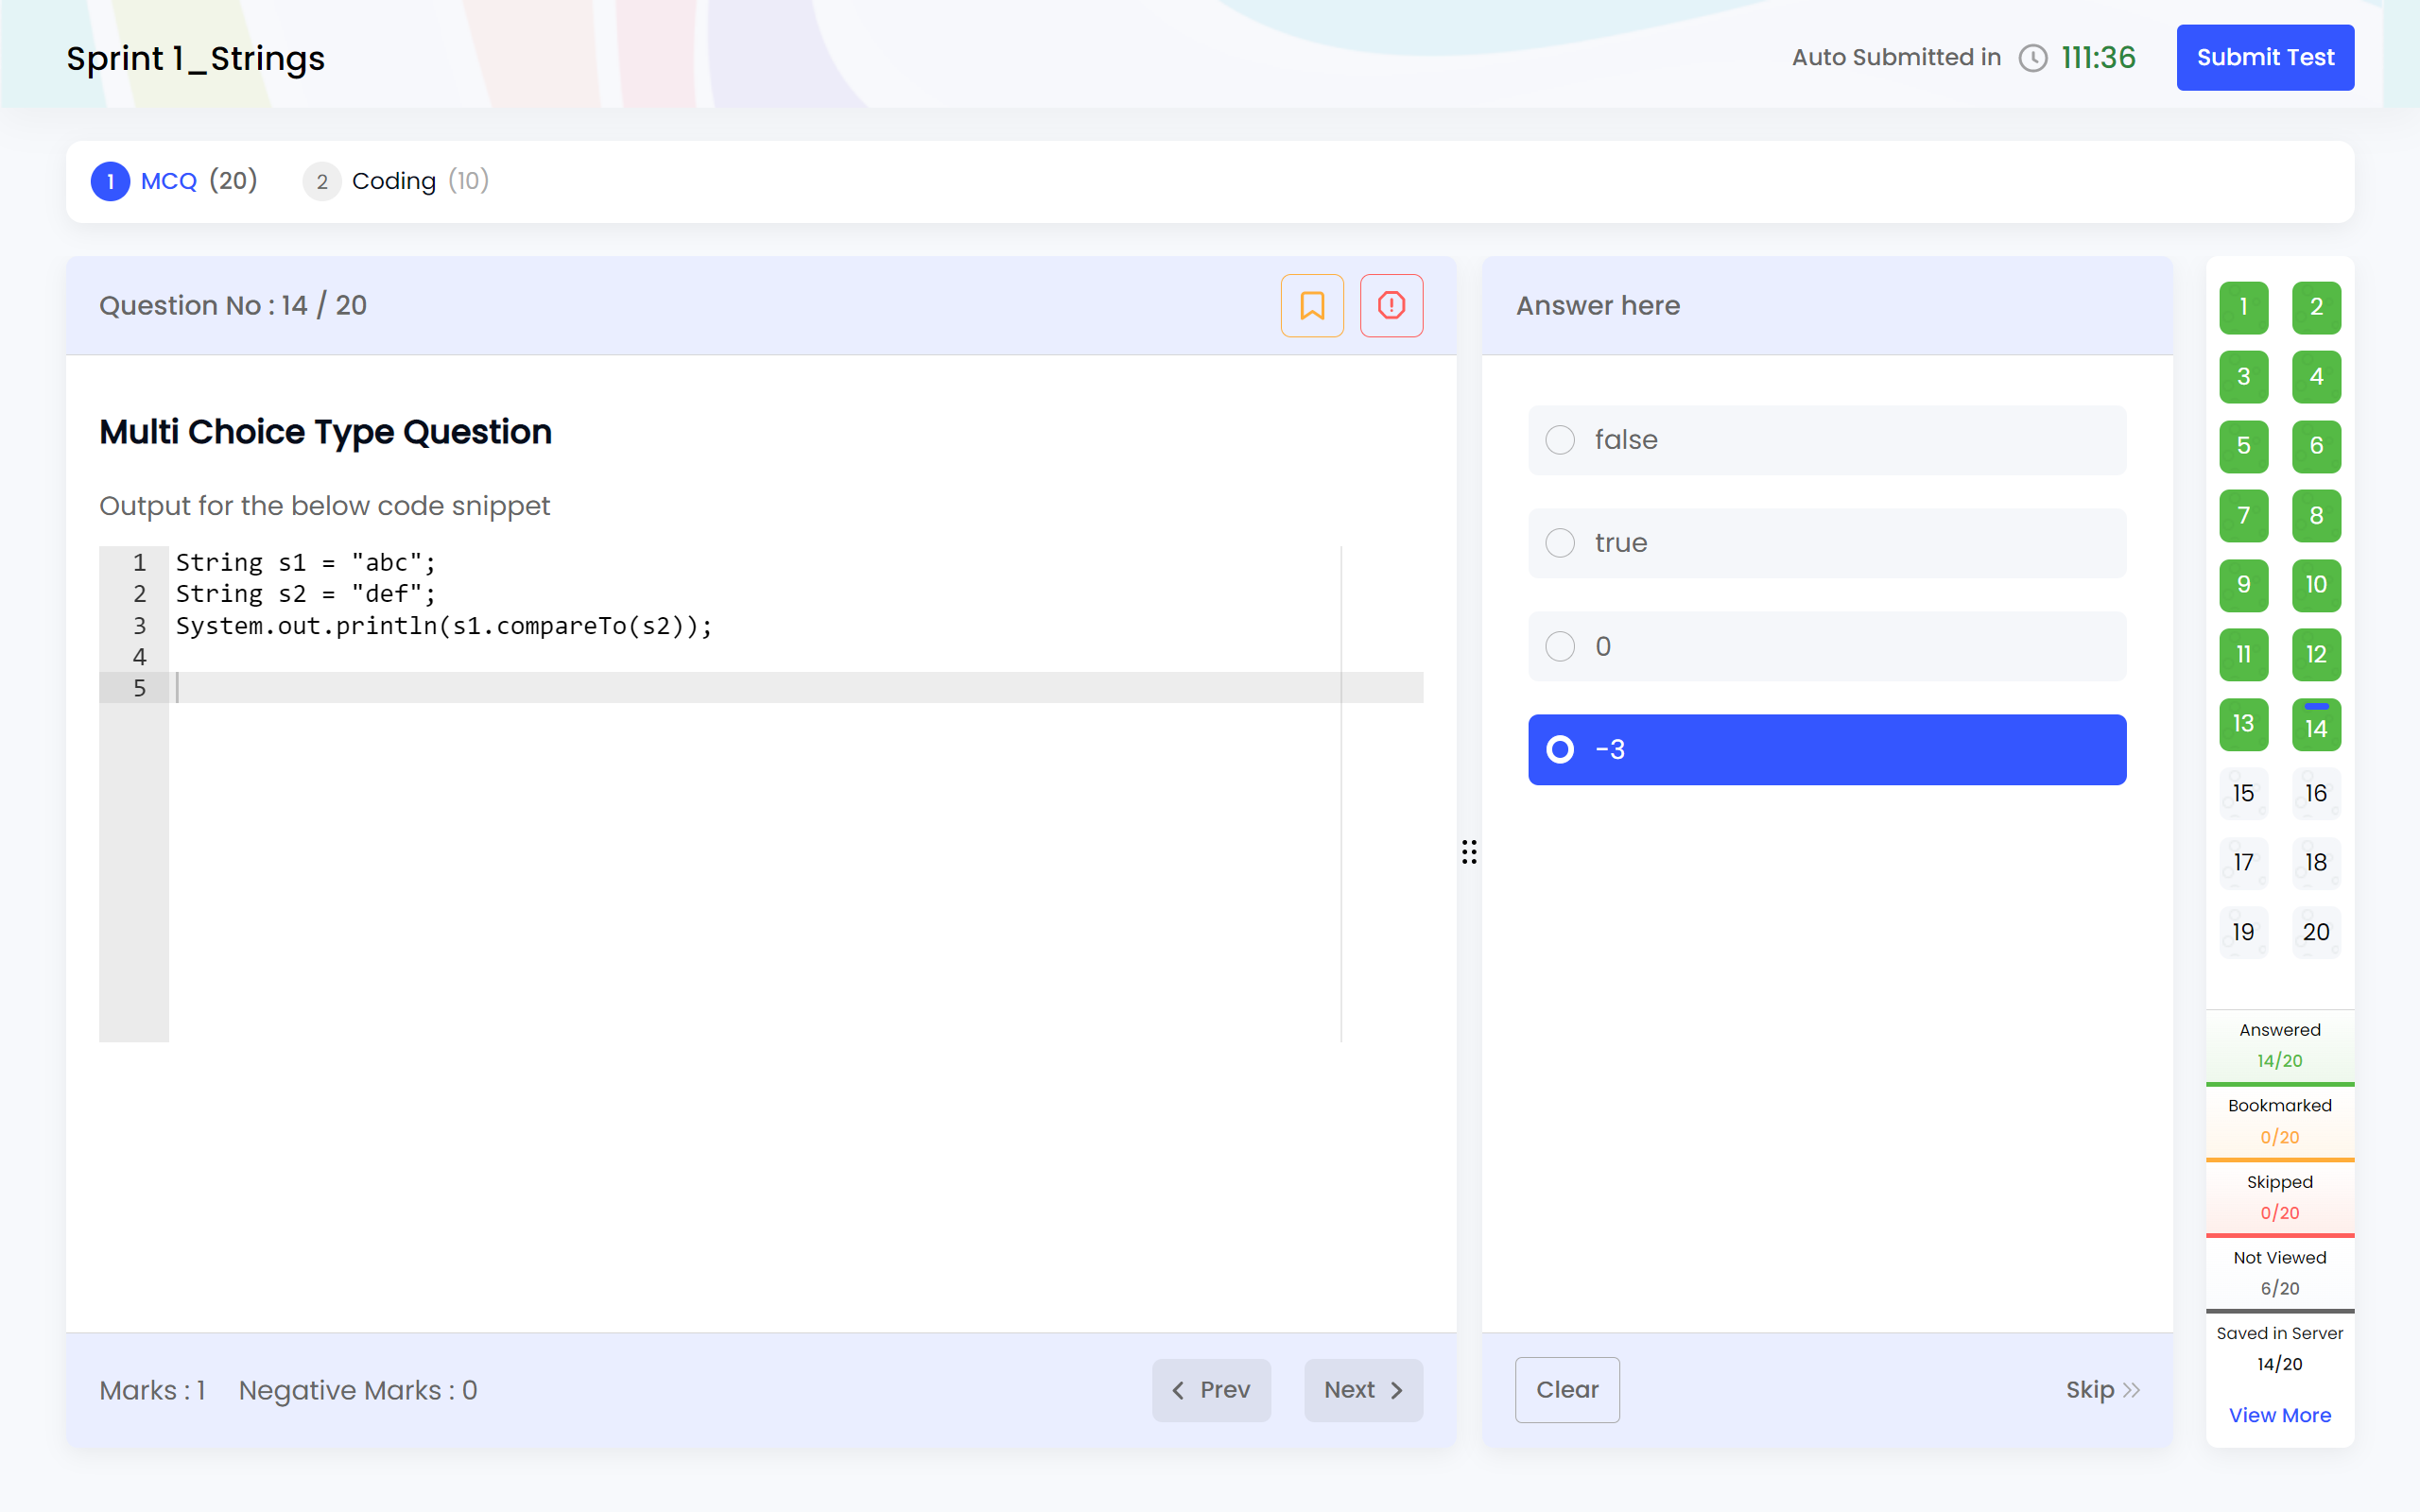 Sprint 1_Strings
Auto Submitted in 111:36
Submit Test
1 MCQ (20)
2 Coding (10)
Question No : 14 / 20
Multi Choice Type Question
Output for the below code snippet
1 String s1 = "abc";
2 String s2 = "def";
3 System.out.println(s1.compareTo(s2));
4
5
Marks : 1 Negative Marks : 0
Prev
Next
Answer here
false
true
0
-3
Clear
Skip
1 2
3 4
5 6
7 8
9 10
11 12
13 14
15 16
17 18
19 20
Answered
14/20
Bookmarked
0/20
Skipped
0/20
Not Viewed
6/20
Saved in Server
14/20
View More